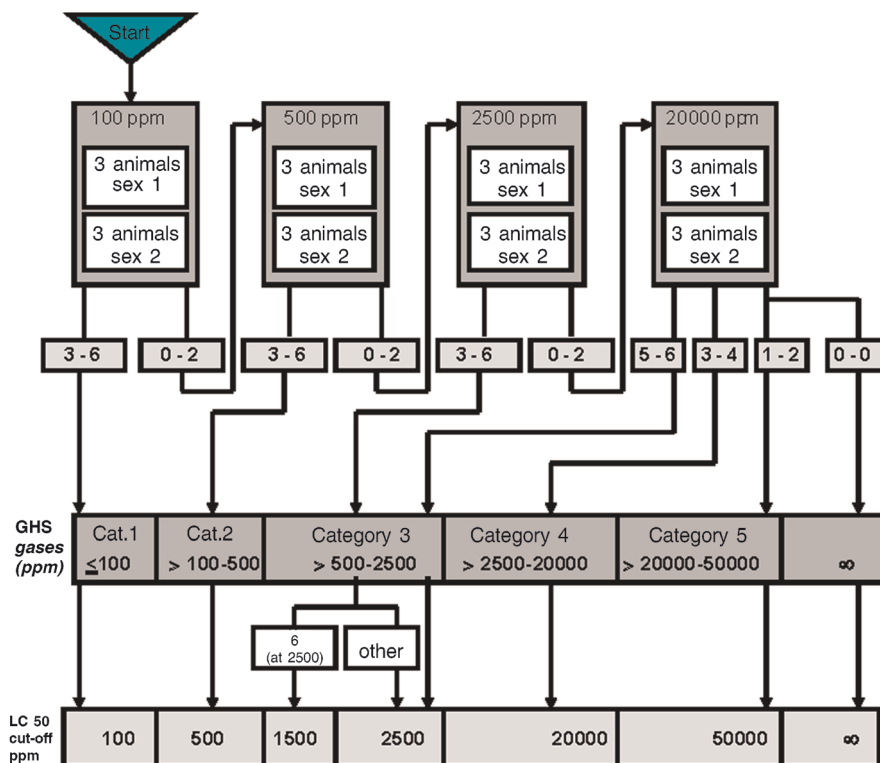 Start
100 ppm
500 ppm
2500 ppm
20000 ppm
3 animals
sex 1
3 animals
sex 1
3 animals
sex 1
3 animals
sex 1
3 animals
sex 2
3 animals
sex 2
3 animals
sex 2
3 animals
sex 2
3 - 6
0 - 2
3 - 6
0 - 2
3 - 6
0 - 2
5 - 6
3 - 4
1 - 2
0 - 0
GHS
gases
(ppm)
Cat.1
≤100
Cat.2
> 100-500
Category 3
> 500-2500
Category 4
> 2500-20000
Category 5
> 20000-50000
∞
6
(at 2500)
other
LC 50
cut-off
ppm
100
500
1500
2500
20000
50000
∞